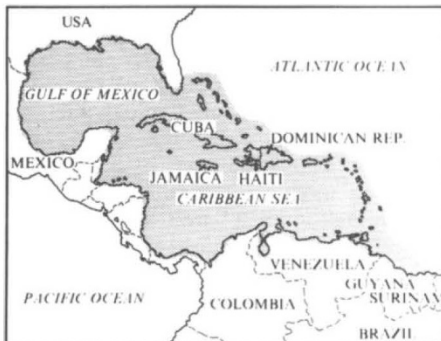 USA
ATLANTIC OCEAN
GULF OF MEXICO
CUBA
DOMINICAN REP.
MEXICO
JAMAICA HAITI
CARIBBEAN SEA
VENEZUELA
GUYANA
PACIFIC OCEAN
COLOMBIA
SURINAM
BRAZIL